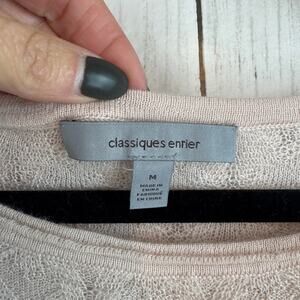 classiques entier
M
MADE IN
CHINA
FABRIQUÉ
EN CHINE